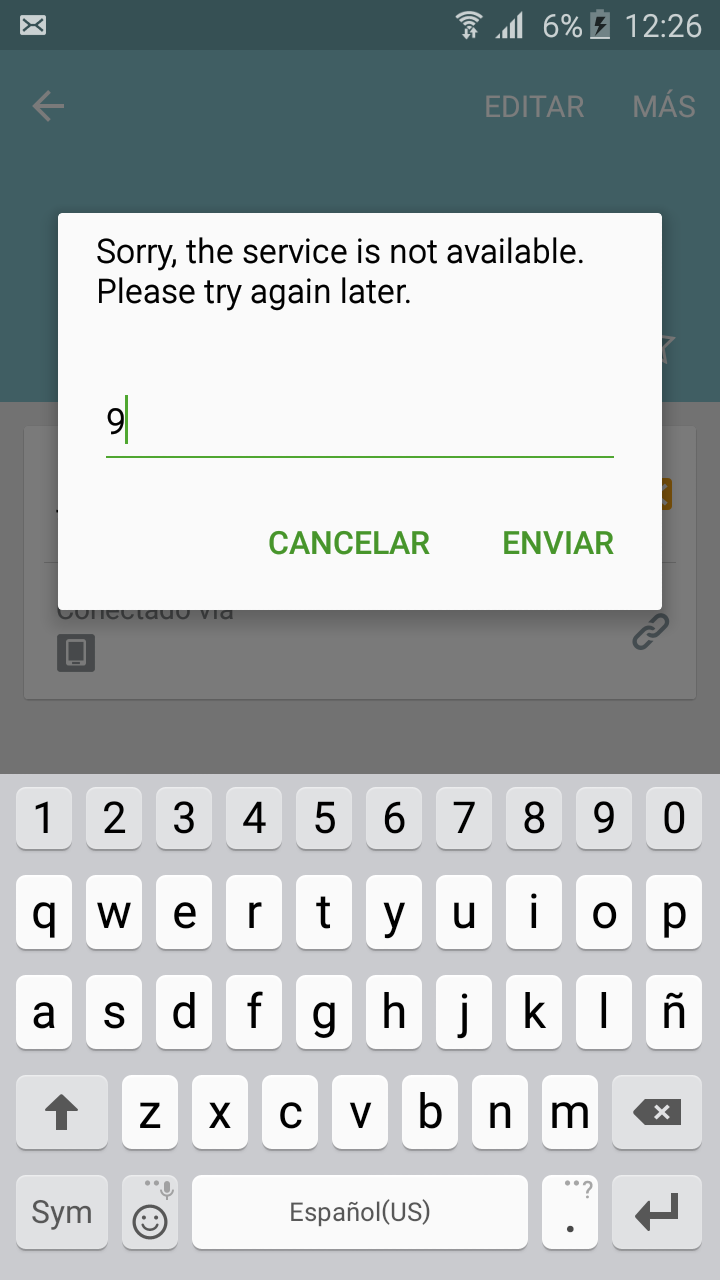 6% 12:26
EDITAR MÁS
Sorry, the service is not available.
Please try again later.
9
CANCELAR ENVIAR
Conectado vía
1 2 3 4 5 6 7 8 9 0
q w e r t y u i o p
a s d f g h j k l ñ
z x c v b n m
Sym Español(US) . ?